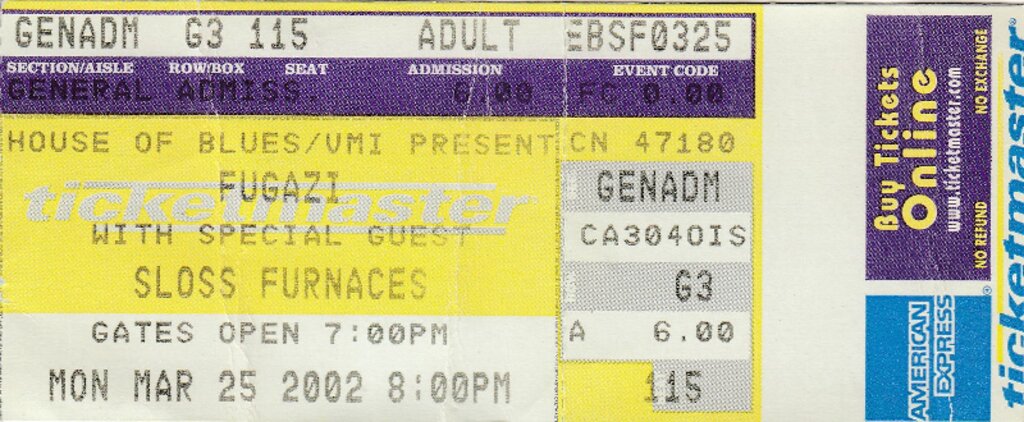 GENADM G3 115 ADULT EBSF0325
SECTION/AISLE ROW/BOX SEAT ADMISSION EVENT CODE
GENERAL ADMISS 6.00 FC 0.00
HOUSE OF BLUES/VMI PRESENT CN 47180
FUGAZI GENADM
ticketmaster
WITH SPECIAL GUEST CA304OIS
SLOSS FURNACES G3
GATES OPEN 7:00PM A 6.00
MON MAR 25 2002 8:00PM 115
Buy Tickets
Online
www.ticketmaster.com
NO REFUND NO EXCHANGE
AMERICAN
EXPRESS
®
ticketmaster®